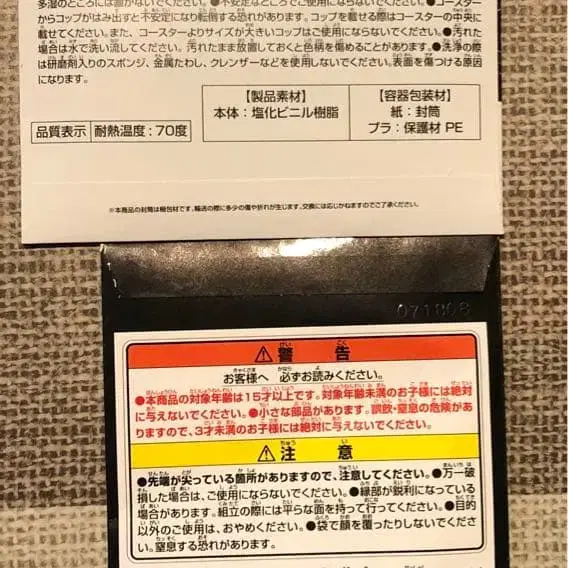 多湿のところには置かないでください。●不安定なところでご使用にならないでください。●コースター
からコップがはみ出すと不安定になり転倒する恐れがあります。コップを載せる際はコースターの中央に
載せてください。また、コースターよりサイズが大きいコップはご使用にならないでください。●汚れた
場合は水で洗い流してください。汚れたまま放置しておくと色柄を傷めることがあります。●洗浄の際
は研磨剤入りのスポンジ、金属たわし、クレンザーなどを使用しないでください。表面を傷つける原因
になります。
【製品素材】
本体：塩化ビニル樹脂
【容器包装材】
紙：封筒
プラ：保護材 PE
品質表示 耐熱温度：70度
※本商品の封筒は梱包材です。輸送の際に多少の傷や折れが生じます。交換には応じかねますのでご了承ください。
071806
⚠警告
お客様へ 必ずお読みください。
●本商品の対象年齢は15才以上です。対象年齢未満のお子様には絶対
に与えないでください。●小さな部品があります。誤飲・窒息の危険があ
りますので、3才未満のお子様には絶対に与えないでください。
⚠注意
●先端が尖っている箇所がありますので、注意してください。●万一破
損した場合は、ご使用にならないでください。●縁部が鋭利になっている
場合があります。組立の際には平らな面を持って行ってください。●目的
以外のご使用は、おやめください。●袋で顔を覆ったりしないでくださ
い。窒息する恐れがあります。